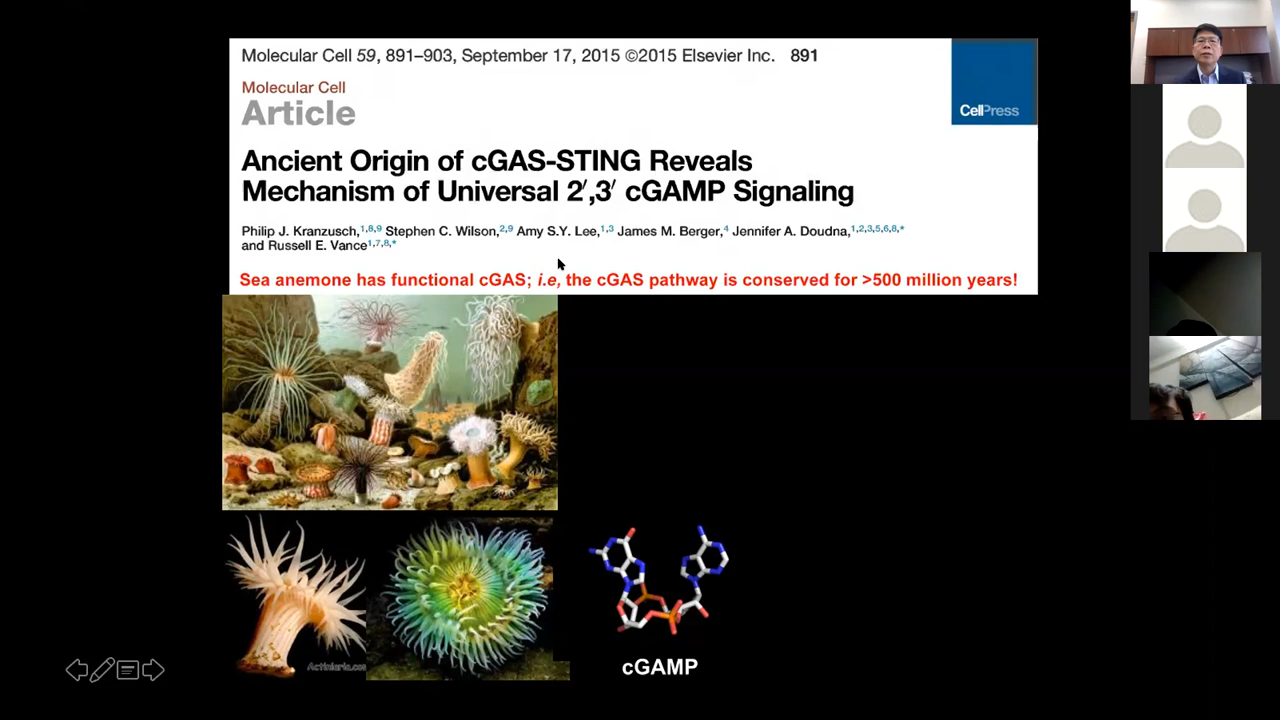 Molecular Cell 59, 891–903, September 17, 2015 ©2015 Elsevier Inc. 891
Molecular Cell
Article
CellPress
Ancient Origin of cGAS-STING Reveals
Mechanism of Universal 2′,3′ cGAMP Signaling
Philip J. Kranzusch,1,8,9 Stephen C. Wilson,2,9 Amy S.Y. Lee,1,3 James M. Berger,4 Jennifer A. Doudna,1,2,3,5,6,8,*
and Russell E. Vance1,7,8,*
Sea anemone has functional cGAS; i.e, the cGAS pathway is conserved for >500 million years!
Actiniaria.com
cGAMP